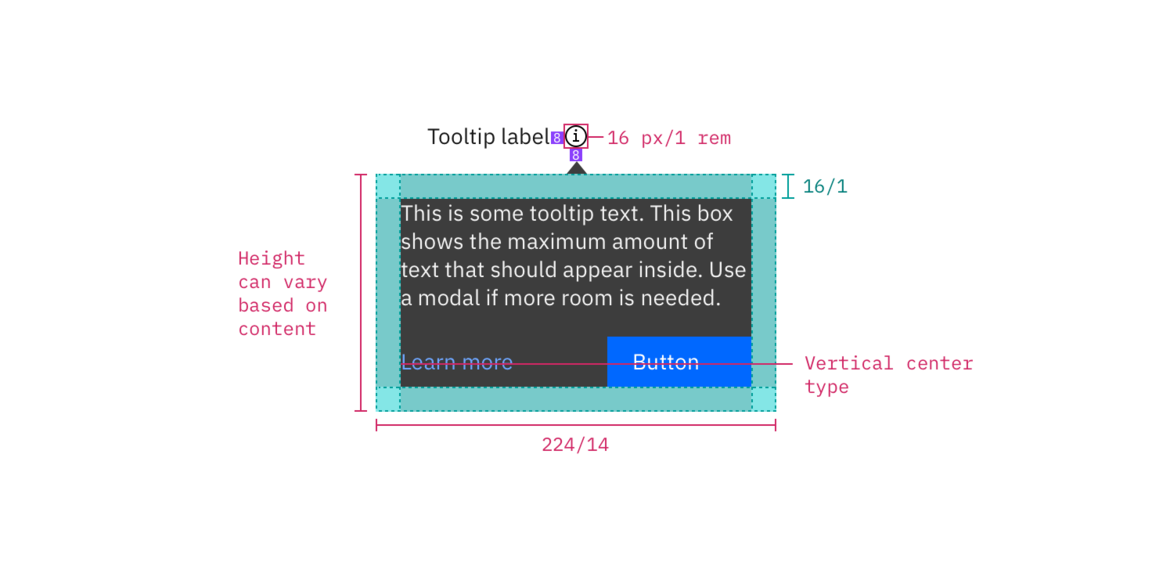 Tooltip label 8 i 16 px/1 rem
8
16/1
This is some tooltip text. This box
shows the maximum amount of
text that should appear inside. Use
a modal if more room is needed.
Height
can vary
based on
content
Learn more Button
Vertical center
type
224/14